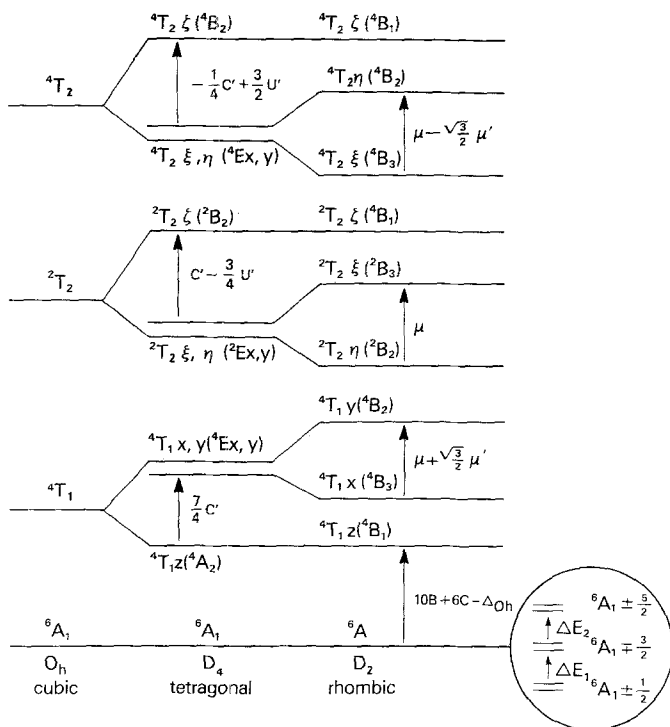 ⁴T₂ ζ (⁴B₂) ⁴T₂ ζ (⁴B₁)
⁴T₂ − 1/4 C′ + 3/2 U′ ⁴T₂η (⁴B₂)
μ − √3/2 μ′
⁴T₂ ξ, η (⁴Ex, y) ⁴T₂ ξ (⁴B₃)
²T₂ ζ (²B₂) ²T₂ ζ (⁴B₁)
²T₂ C′ − 3/4 U′ ²T₂ ξ (²B₃)
μ
²T₂ ξ, η (²Ex,y) ²T₂ η (²B₂)
⁴T₁ x, y(⁴Ex, y) ⁴T₁ y(⁴B₂)
μ + √3/2 μ′
⁴T₁ 7/4 C′ ⁴T₁ x (⁴B₃)
⁴T₁z(⁴A₂) ⁴T₁ z(⁴B₁)
10B + 6C − Δ_Oh
⁶A₁ ⁶A₁ ⁶A
O_h D₄ D₂
cubic tetragonal rhombic
⁶A₁ ± 5/2
ΔE₂ ⁶A₁ ∓ 3/2
ΔE₁ ⁶A₁ ± 1/2